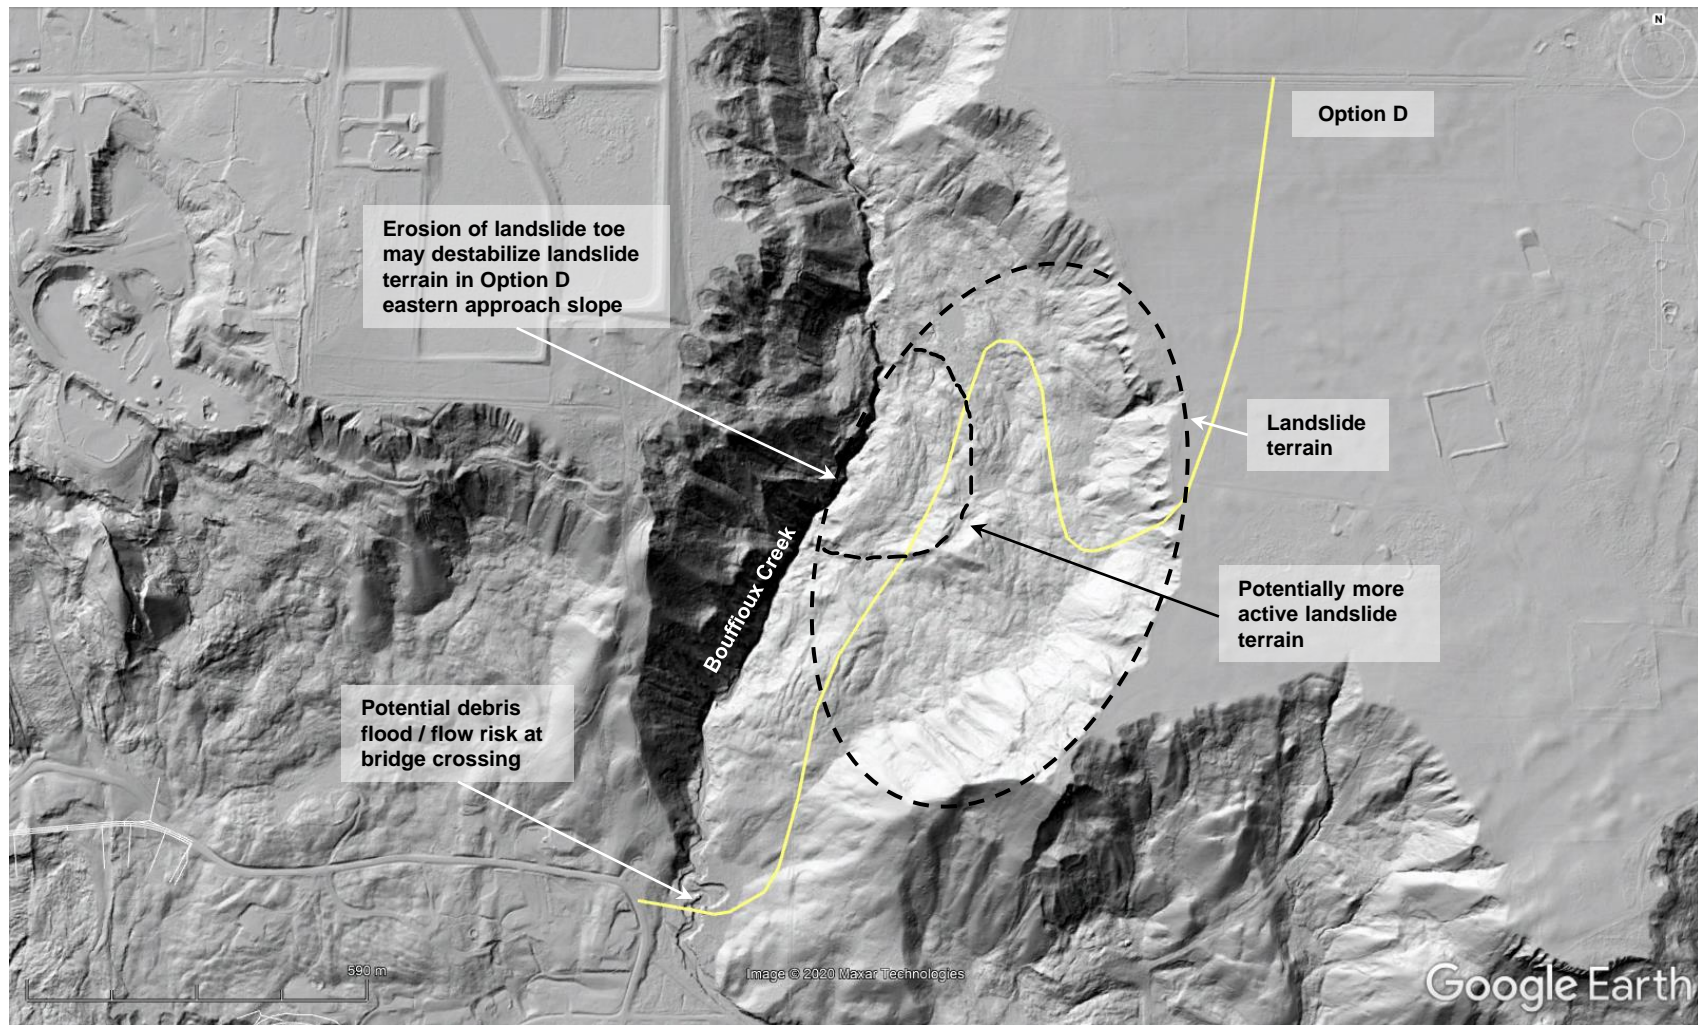 N
Option D
Erosion of landslide toe
may destabilize landslide
terrain in Option D
eastern approach slope
Landslide
terrain
Bouffioux Creek
Potentially more
active landslide
terrain
Potential debris
flood / flow risk at
bridge crossing
590 m
Image © 2020 Maxar Technologies
Google Earth